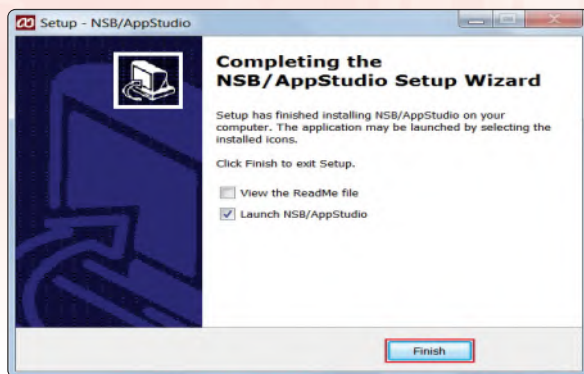 Setup - NSB/AppStudio
Completing the
NSB/AppStudio Setup Wizard
Setup has finished installing NSB/AppStudio on your
computer. The application may be launched by selecting the
installed icons.
Click Finish to exit Setup.
View the ReadMe file
Launch NSB/AppStudio
Finish